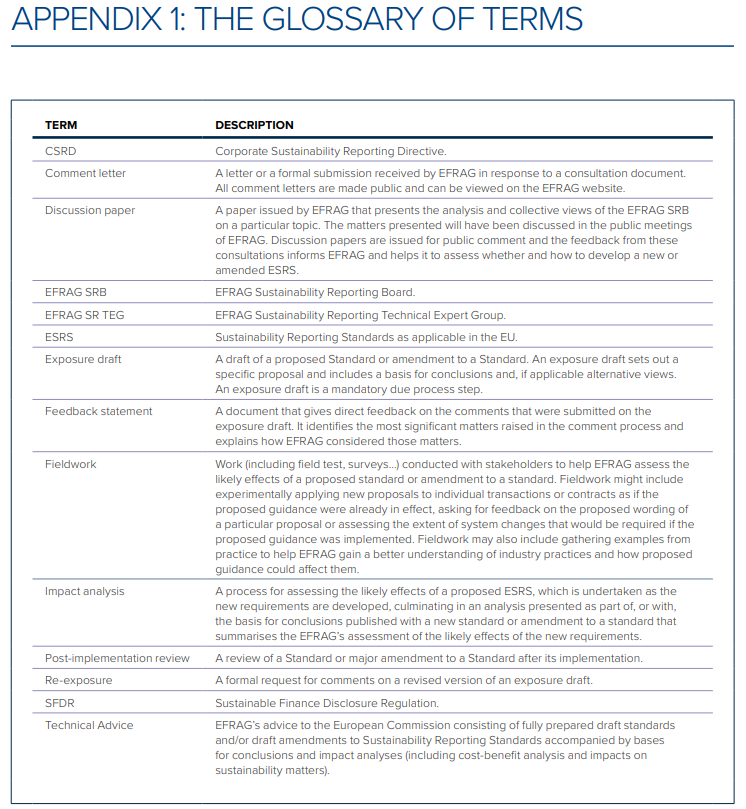 APPENDIX 1: THE GLOSSARY OF TERMS
TERM DESCRIPTION
CSRD Corporate Sustainability Reporting Directive.
Comment letter A letter or a formal submission received by EFRAG in response to a consultation document.
All comment letters are made public and can be viewed on the EFRAG website.
Discussion paper A paper issued by EFRAG that presents the analysis and collective views of the EFRAG SRB
on a particular topic. The matters presented will have been discussed in the public meetings
of EFRAG. Discussion papers are issued for public comment and the feedback from these
consultations informs EFRAG and helps it to assess whether and how to develop a new or
amended ESRS.
EFRAG SRB EFRAG Sustainability Reporting Board.
EFRAG SR TEG EFRAG Sustainability Reporting Technical Expert Group.
ESRS Sustainability Reporting Standards as applicable in the EU.
Exposure draft A draft of a proposed Standard or amendment to a Standard. An exposure draft sets out a
specific proposal and includes a basis for conclusions and, if applicable alternative views.
An exposure draft is a mandatory due process step.
Feedback statement A document that gives direct feedback on the comments that were submitted on the
exposure draft. It identifies the most significant matters raised in the comment process and
explains how EFRAG considered those matters.
Fieldwork Work (including field test, surveys...) conducted with stakeholders to help EFRAG assess the
likely effects of a proposed standard or amendment to a standard. Fieldwork might include
experimentally applying new proposals to individual transactions or contracts as if the
proposed guidance were already in effect, asking for feedback on the proposed wording of
a particular proposal or assessing the extent of system changes that would be required if the
proposed guidance was implemented. Fieldwork may also include gathering examples from
practice to help EFRAG gain a better understanding of industry practices and how proposed
guidance could affect them.
Impact analysis A process for assessing the likely effects of a proposed ESRS, which is undertaken as the
new requirements are developed, culminating in an analysis presented as part of, or with,
the basis for conclusions published with a new standard or amendment to a standard that
summarises the EFRAG's assessment of the likely effects of the new requirements.
Post-implementation review A review of a Standard or major amendment to a Standard after its implementation.
Re-exposure A formal request for comments on a revised version of an exposure draft.
SFDR Sustainable Finance Disclosure Regulation.
Technical Advice EFRAG's advice to the European Commission consisting of fully prepared draft standards
and/or draft amendments to Sustainability Reporting Standards accompanied by bases
for conclusions and impact analyses (including cost-benefit analysis and impacts on
sustainability matters).